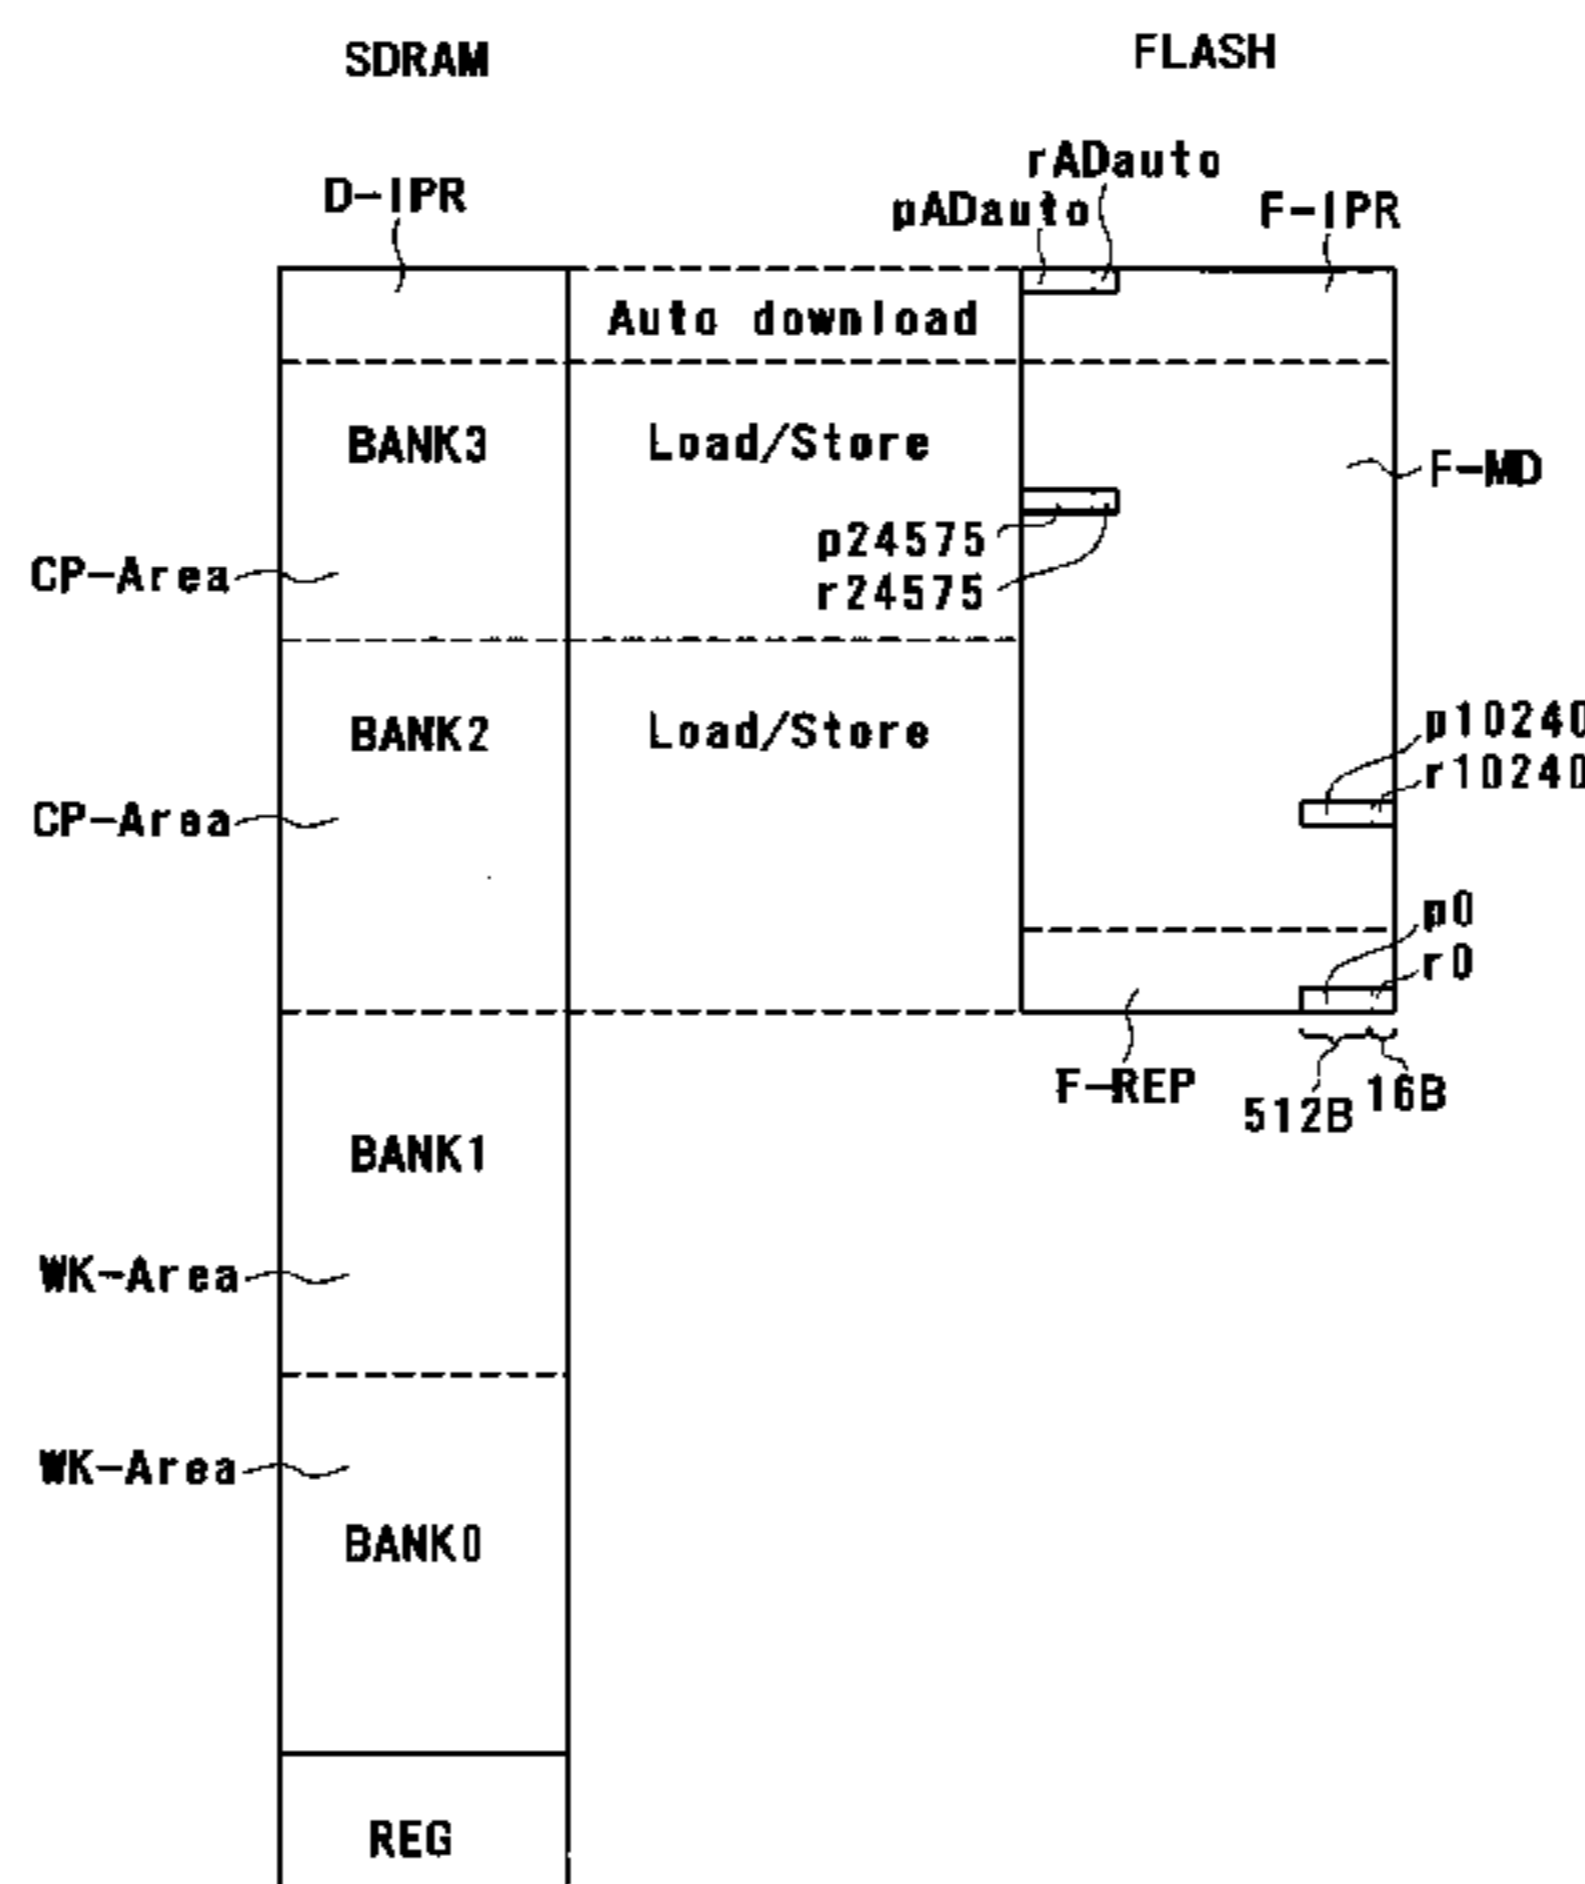 SDRAM
FLASH
rADauto
D-IPR
pADauto
F-IPR
Auto download
BANK3
Load/Store
F-MD
p24575
CP-Area
r24575
BANK2
Load/Store
p10240
r10240
CP-Area
p0
r0
F-REP
512B
16B
BANK1
WK-Area
WK-Area
BANK0
REG